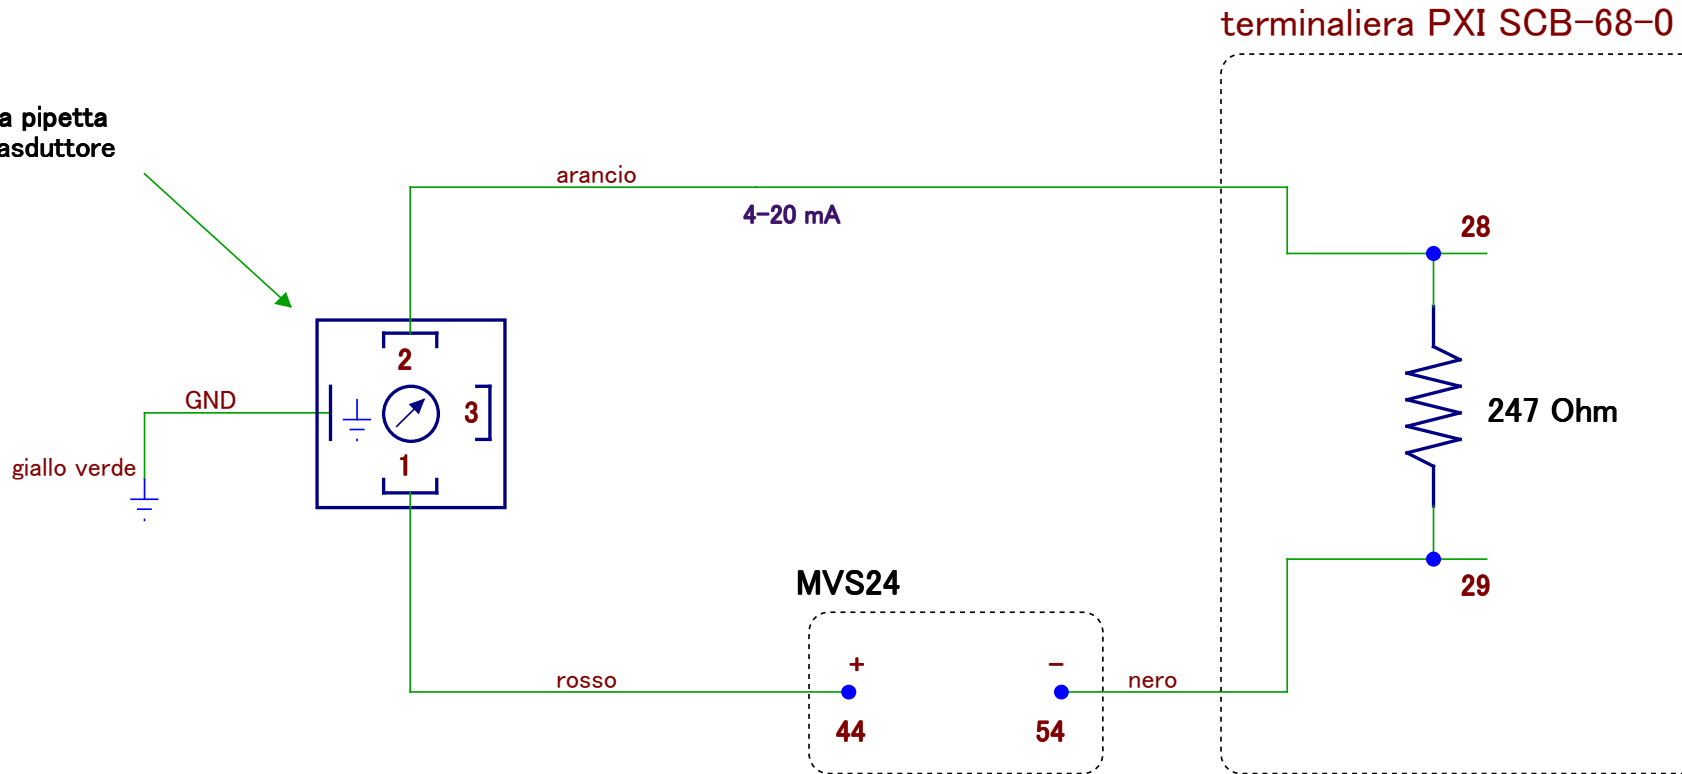 terminaliera PXI SCB-68-0
a pipetta
asduttore
arancio
4-20 mA
28
2
GND
3
247 Ohm
1
giallo verde
MVS24
29
+ -
rosso
nero
44
54